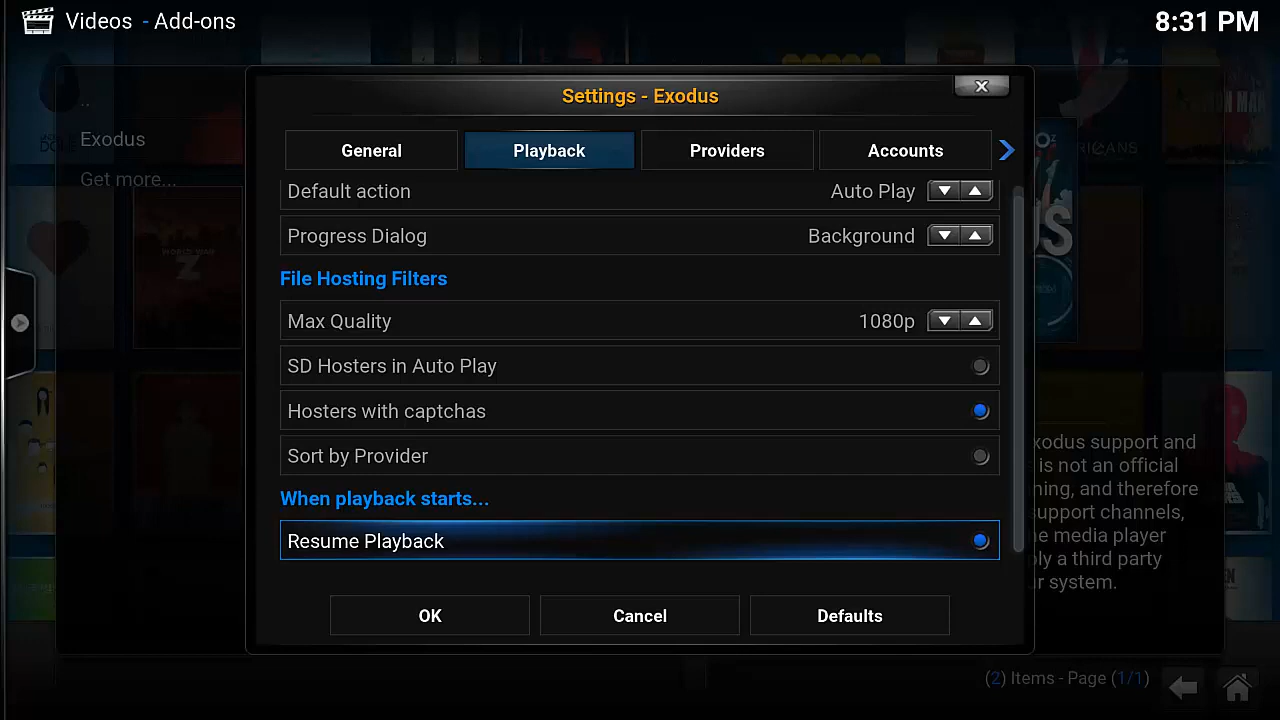 Videos - Add-ons
8:31 PM
..
Exodus
Get more...
Settings - Exodus
General
Playback
Providers
Accounts
Default action
Auto Play
Progress Dialog
Background
File Hosting Filters
Max Quality
1080p
SD Hosters in Auto Play
Hosters with captchas
Sort by Provider
When playback starts...
Resume Playback
OK
Cancel
Defaults
xodus support and
is not an official
ning, and therefore
support channels,
e media player
ly a third party
r system.
(2) Items - Page (1/1)